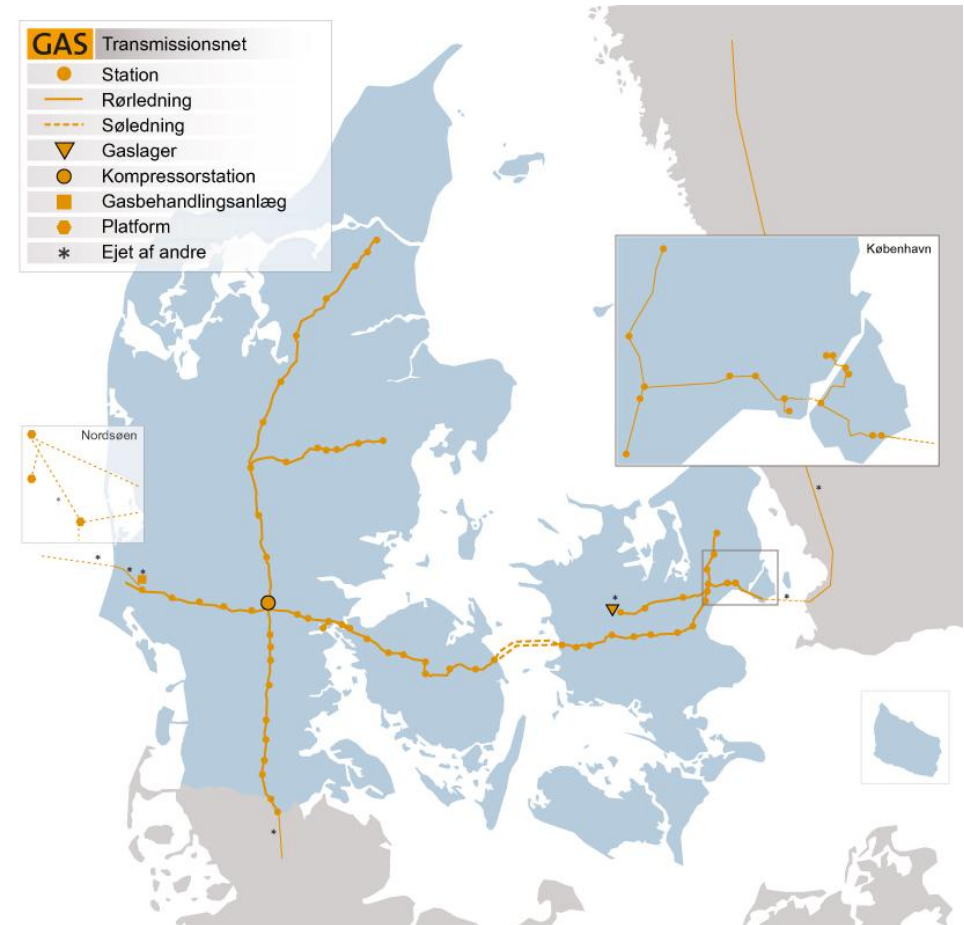 GAS Transmissionsnet
Station
Rørledning
Søledning
Gaslager
Kompressorstation
Gasbehandlingsanlæg
Platform
* Ejet af andre
København
Nordsøen